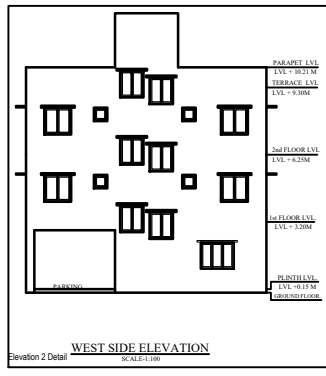 PARAPET LVL
LVL + 10.21 M
TERRACE LVL
LVL + 9.30M
2nd FLOOR LVL
LVL + 6.25M
1st FLOOR LVL
LVL + 3.20M
PLINTH LVL.
LVL +0.15 M
GROUND FLOOR.
PARKING
WEST SIDE ELEVATION
Elevation 2 Detail
SCALE-1:100